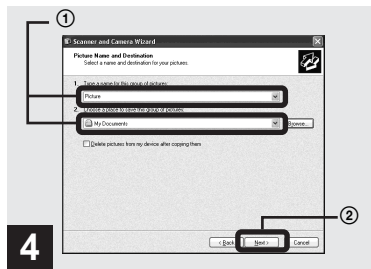 ①
Scanner and Camera Wizard
Picture Name and Destination
Select a name and destination for your pictures.
1. Type a name for this group of pictures:
Picture
2. Choose a place to save this group of pictures:
My Documents
Browse...
Delete pictures from my device after copying them
②
4
< Back
Next >
Cancel